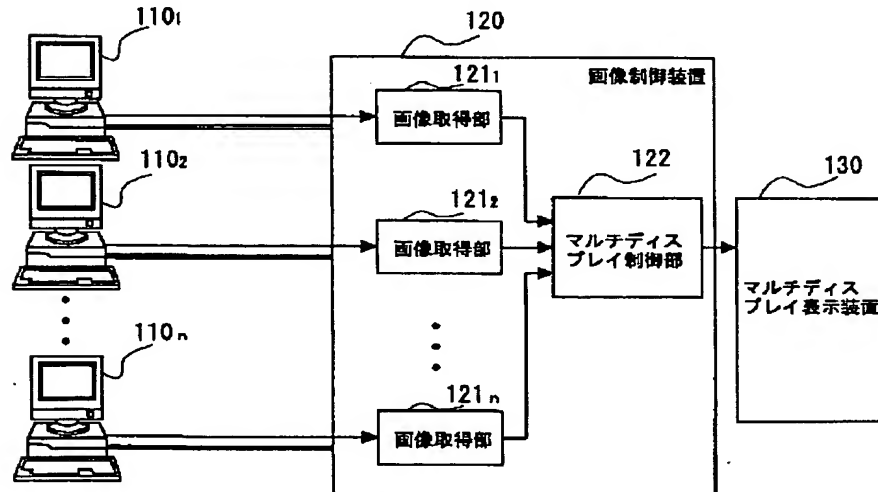 110₁
120
画像制御装置
121₁
画像取得部
110₂
121₂
画像取得部
122
マルチディス
プレイ制御部
130
マルチディス
プレイ表示装置
110ₙ
121ₙ
画像取得部